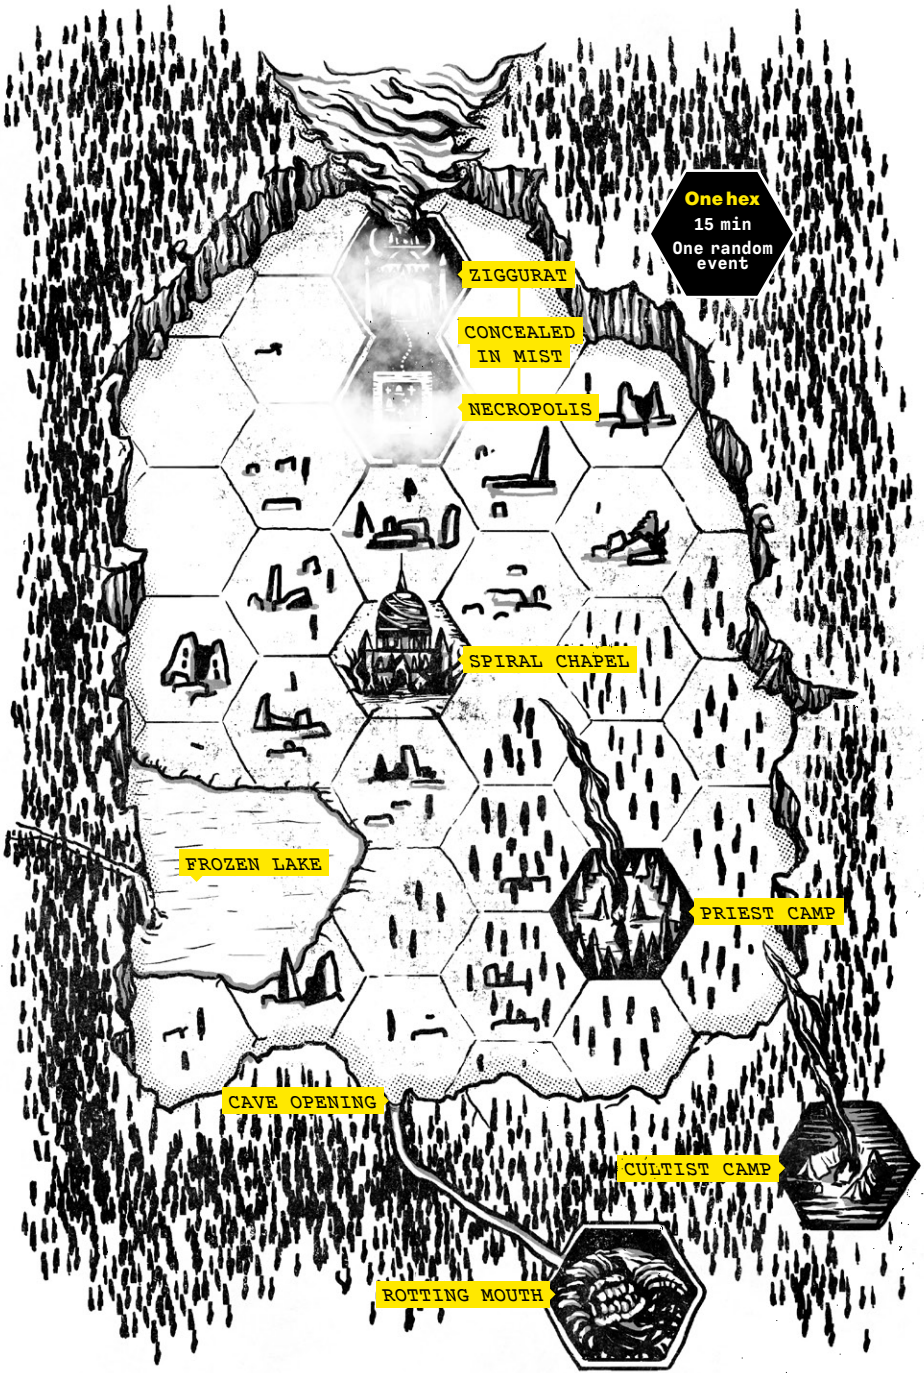 One hex
15 min
One random
event
ZIGGURAT
CONCEALED
IN MIST
NECROPOLIS
SPIRAL CHAPEL
FROZEN LAKE
PRIEST CAMP
CAVE OPENING
CULTIST CAMP
ROTTING MOUTH